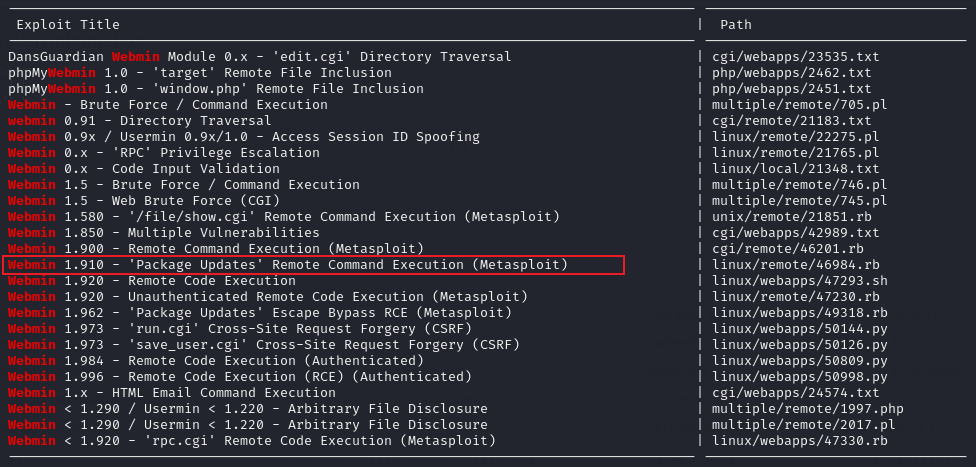 Exploit Title | Path
DansGuardian Webmin Module 0.x - 'edit.cgi' Directory Traversal | cgi/webapps/23535.txt
phpMyWebmin 1.0 - 'target' Remote File Inclusion | php/webapps/2462.txt
phpMyWebmin 1.0 - 'window.php' Remote File Inclusion | php/webapps/2451.txt
Webmin - Brute Force / Command Execution | multiple/remote/705.pl
webmin 0.91 - Directory Traversal | cgi/remote/21183.txt
Webmin 0.9x / Usermin 0.9x/1.0 - Access Session ID Spoofing | linux/remote/22275.pl
Webmin 0.x - 'RPC' Privilege Escalation | linux/remote/21765.pl
Webmin 0.x - Code Input Validation | linux/local/21348.txt
Webmin 1.5 - Brute Force / Command Execution | multiple/remote/746.pl
Webmin 1.5 - Web Brute Force (CGI) | multiple/remote/745.pl
Webmin 1.580 - '/file/show.cgi' Remote Command Execution (Metasploit) | unix/remote/21851.rb
Webmin 1.850 - Multiple Vulnerabilities | cgi/webapps/42989.txt
Webmin 1.900 - Remote Command Execution (Metasploit) | cgi/remote/46201.rb
Webmin 1.910 - 'Package Updates' Remote Command Execution (Metasploit) | linux/remote/46984.rb
Webmin 1.920 - Remote Code Execution | linux/webapps/47293.sh
Webmin 1.920 - Unauthenticated Remote Code Execution (Metasploit) | linux/remote/47230.rb
Webmin 1.962 - 'Package Updates' Escape Bypass RCE (Metasploit) | linux/webapps/49318.rb
Webmin 1.973 - 'run.cgi' Cross-Site Request Forgery (CSRF) | linux/webapps/50144.py
Webmin 1.973 - 'save_user.cgi' Cross-Site Request Forgery (CSRF) | linux/webapps/50126.py
Webmin 1.984 - Remote Code Execution (Authenticated) | linux/webapps/50809.py
Webmin 1.996 - Remote Code Execution (RCE) (Authenticated) | linux/webapps/50998.py
Webmin 1.x - HTML Email Command Execution | cgi/webapps/24574.txt
Webmin < 1.290 / Usermin < 1.220 - Arbitrary File Disclosure | multiple/remote/1997.php
Webmin < 1.290 / Usermin < 1.220 - Arbitrary File Disclosure | multiple/remote/2017.pl
Webmin < 1.920 - 'rpc.cgi' Remote Code Execution (Metasploit) | linux/webapps/47330.rb